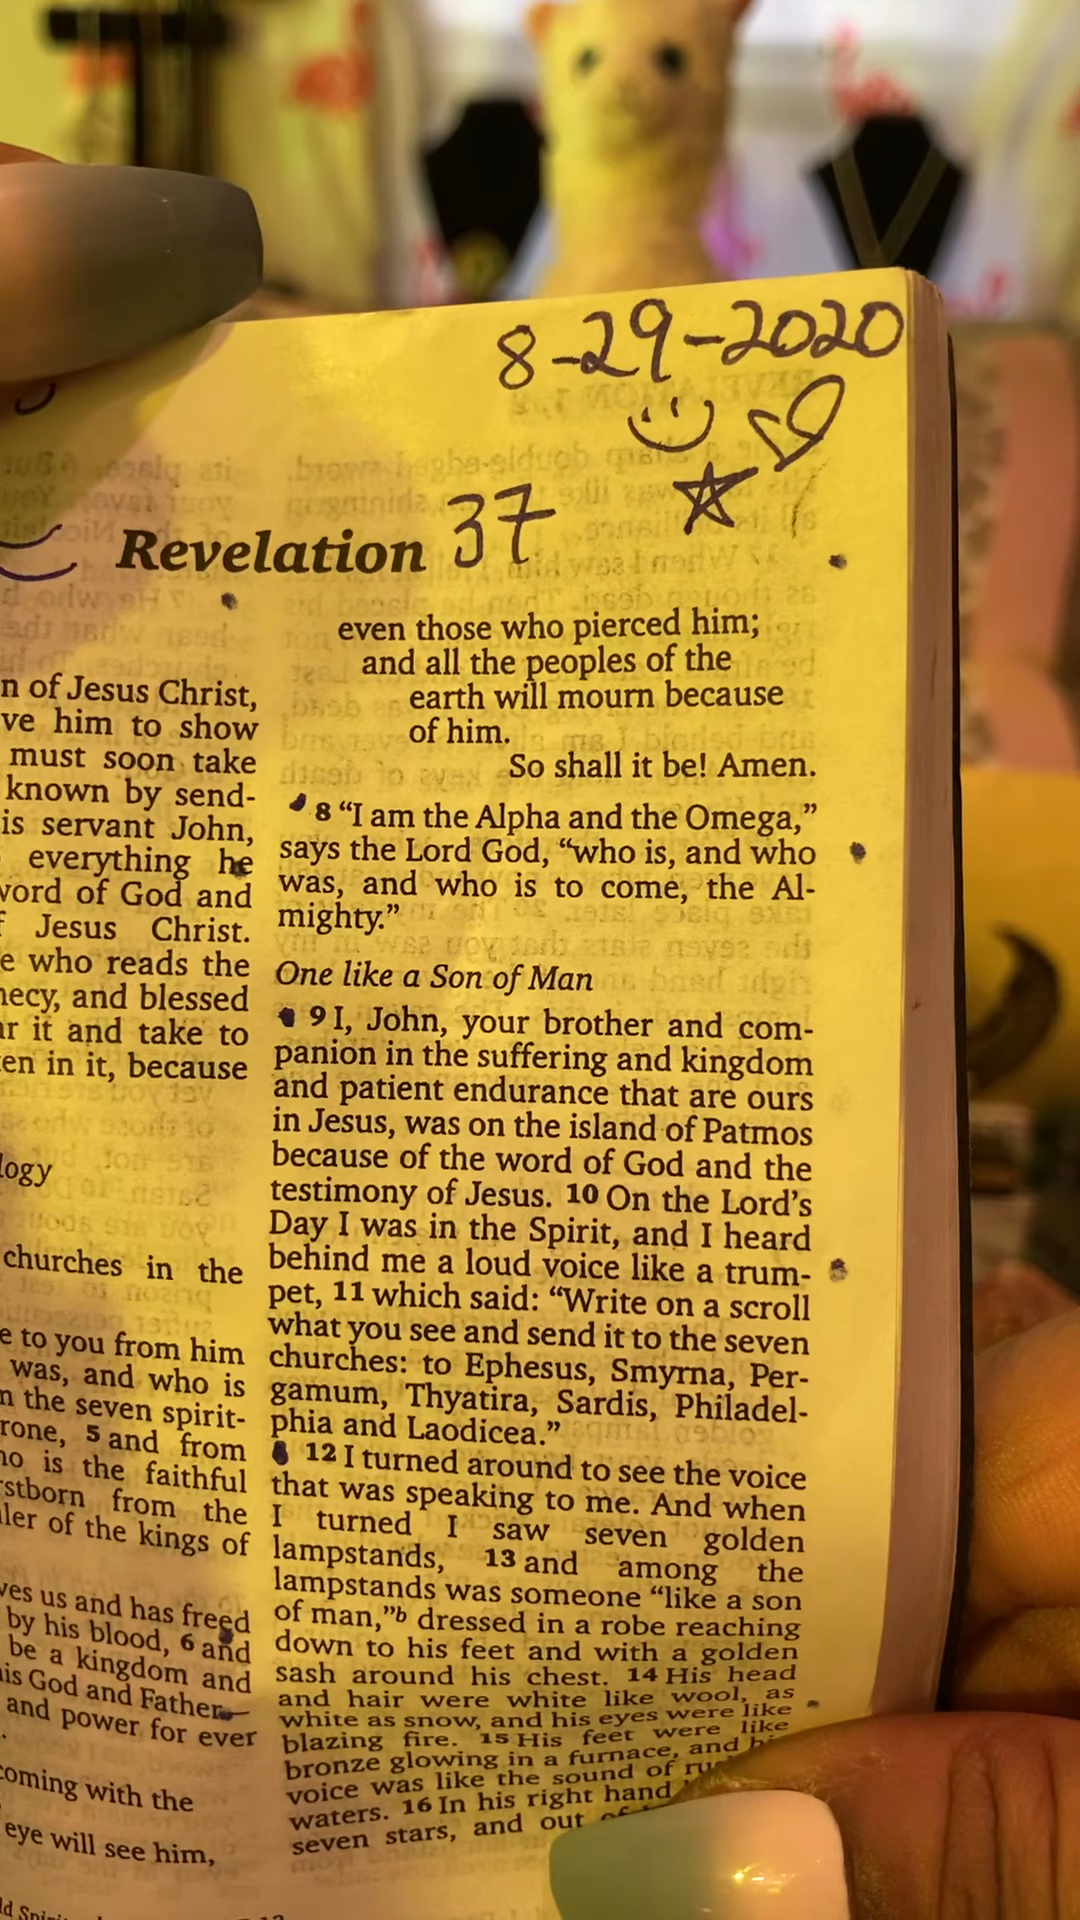 8-29-2020
Revelation 37
n of Jesus Christ,
ve him to show
must soon take
known by send-
is servant John,
everything he
word of God and
Jesus Christ.
e who reads the
hecy, and blessed
ar it and take to
en in it, because
logy
churches in the
e to you from him
was, and who is
the seven spirit-
rone, 5 and from
ho is the faithful
rstborn from the
ler of the kings of
ves us and has freed
by his blood, 6 and
be a kingdom and
his God and Father—
and power for ever
coming with the
eye will see him,
even those who pierced him;
and all the peoples of the
earth will mourn because
of him.
So shall it be! Amen.
8 “I am the Alpha and the Omega,”
says the Lord God, “who is, and who
was, and who is to come, the Al-
mighty.”
One like a Son of Man
9 I, John, your brother and com-
panion in the suffering and kingdom
and patient endurance that are ours
in Jesus, was on the island of Patmos
because of the word of God and the
testimony of Jesus. 10 On the Lord’s
Day I was in the Spirit, and I heard
behind me a loud voice like a trum-
pet, 11 which said: “Write on a scroll
what you see and send it to the seven
churches: to Ephesus, Smyrna, Per-
gamum, Thyatira, Sardis, Philadel-
phia and Laodicea.”
12 I turned around to see the voice
that was speaking to me. And when
I turned I saw seven golden
lampstands, 13 and among the
lampstands was someone “like a son
of man,”b dressed in a robe reaching
down to his feet and with a golden
sash around his chest. 14 His head
and hair were white like wool, as
white as snow, and his eyes were like
blazing fire. 15 His feet were like
bronze glowing in a furnace, and
voice was like the sound of
waters. 16 In his right hand
seven stars, and out